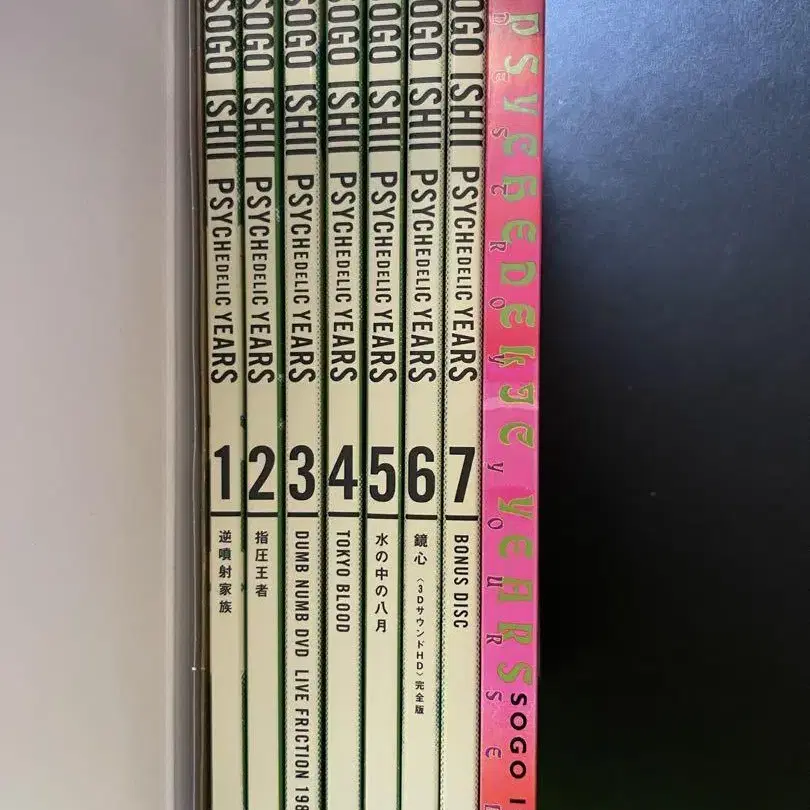 SOGO ISHII PSYCHEDELIC YEARS 1 逆噴射家族
SOGO ISHII PSYCHEDELIC YEARS 2 指圧王者
SOGO ISHII PSYCHEDELIC YEARS 3 DUMB NUMB DVD LIVE FRICTION 198
SOGO ISHII PSYCHEDELIC YEARS 4 TOKYO BLOOD
SOGO ISHII PSYCHEDELIC YEARS 5 水の中の八月
SOGO ISHII PSYCHEDELIC YEARS 6 鏡心〈3DサウンドHD〉完全版
SOGO ISHII PSYCHEDELIC YEARS 7 BONUS DISC
PSYCHEDELIC YEARS SOGO I
DESTROY YOURSEL